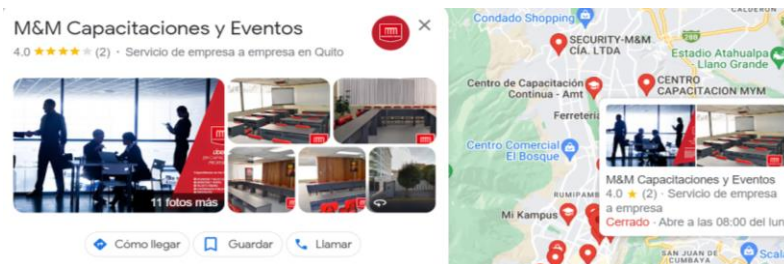 M&M Capacitaciones y Eventos
4.0 (2) · Servicio de empresa a empresa en Quito
11 fotos más
Cómo llegar
Guardar
Llamar
Condado Shopping
CALDERÓN
SECURITY-M&M
CÍA. LTDA
Estadio Atahualpa
Llano Grande
Centro de Capacitación
Continua - Amt
CENTRO
CAPACITACION MYM
Ferretería
Centro Comercial
El Bosque
M&M Capacitaciones y Eventos
4.0 (2) · Servicio de empresa
a empresa
RUMIPAMB
Mi Kampus
Cerrado · Abre a las 08:00 del lun
SAN JUAN DE
CUMBAYA
Scal